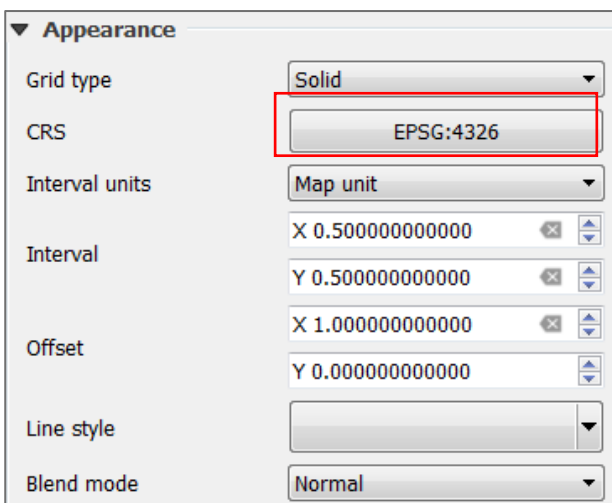 Appearance
Grid type Solid
CRS EPSG:4326
Interval units Map unit
Interval
X 0.500000000000
Y 0.500000000000
Offset
X 1.000000000000
Y 0.000000000000
Line style
Blend mode Normal